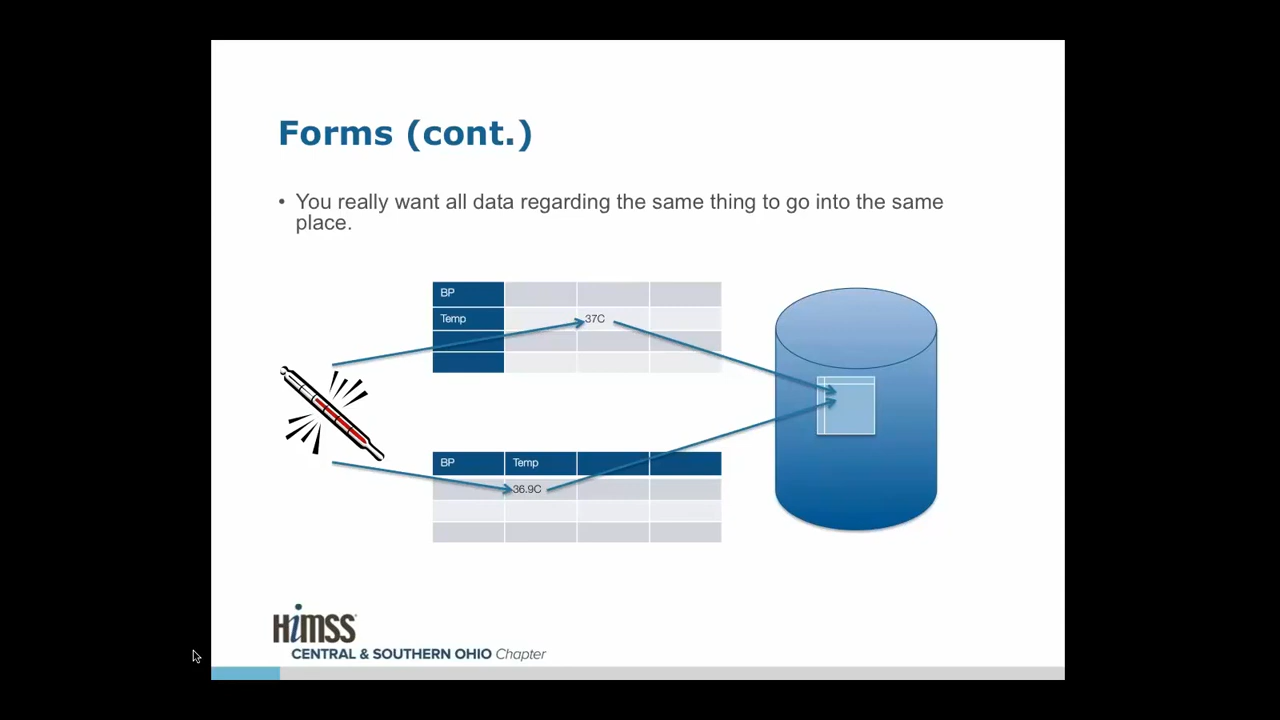 Forms (cont.)
• You really want all data regarding the same thing to go into the same
place.
BP
Temp 37C
BP Temp
36.9C
HiMSS
CENTRAL & SOUTHERN OHIO Chapter